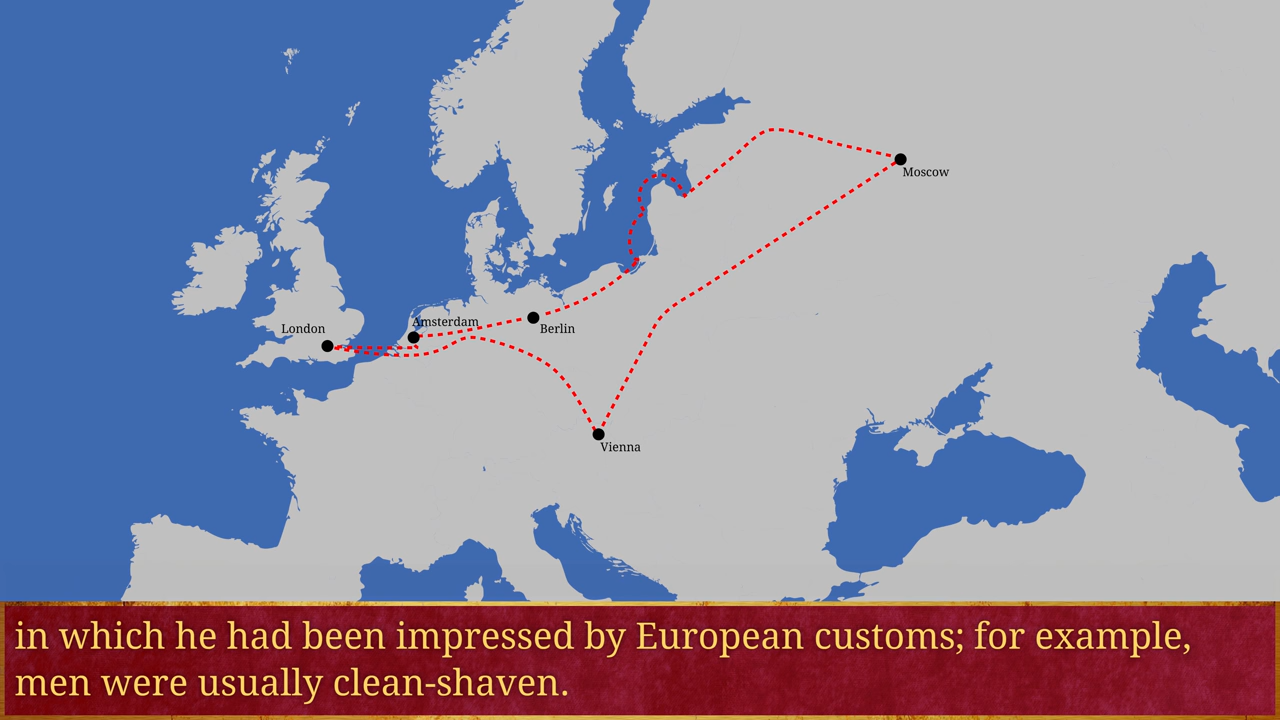 Moscow
London
Amsterdam
Berlin
Vienna
in which he had been impressed by European customs; for example,
men were usually clean-shaven.